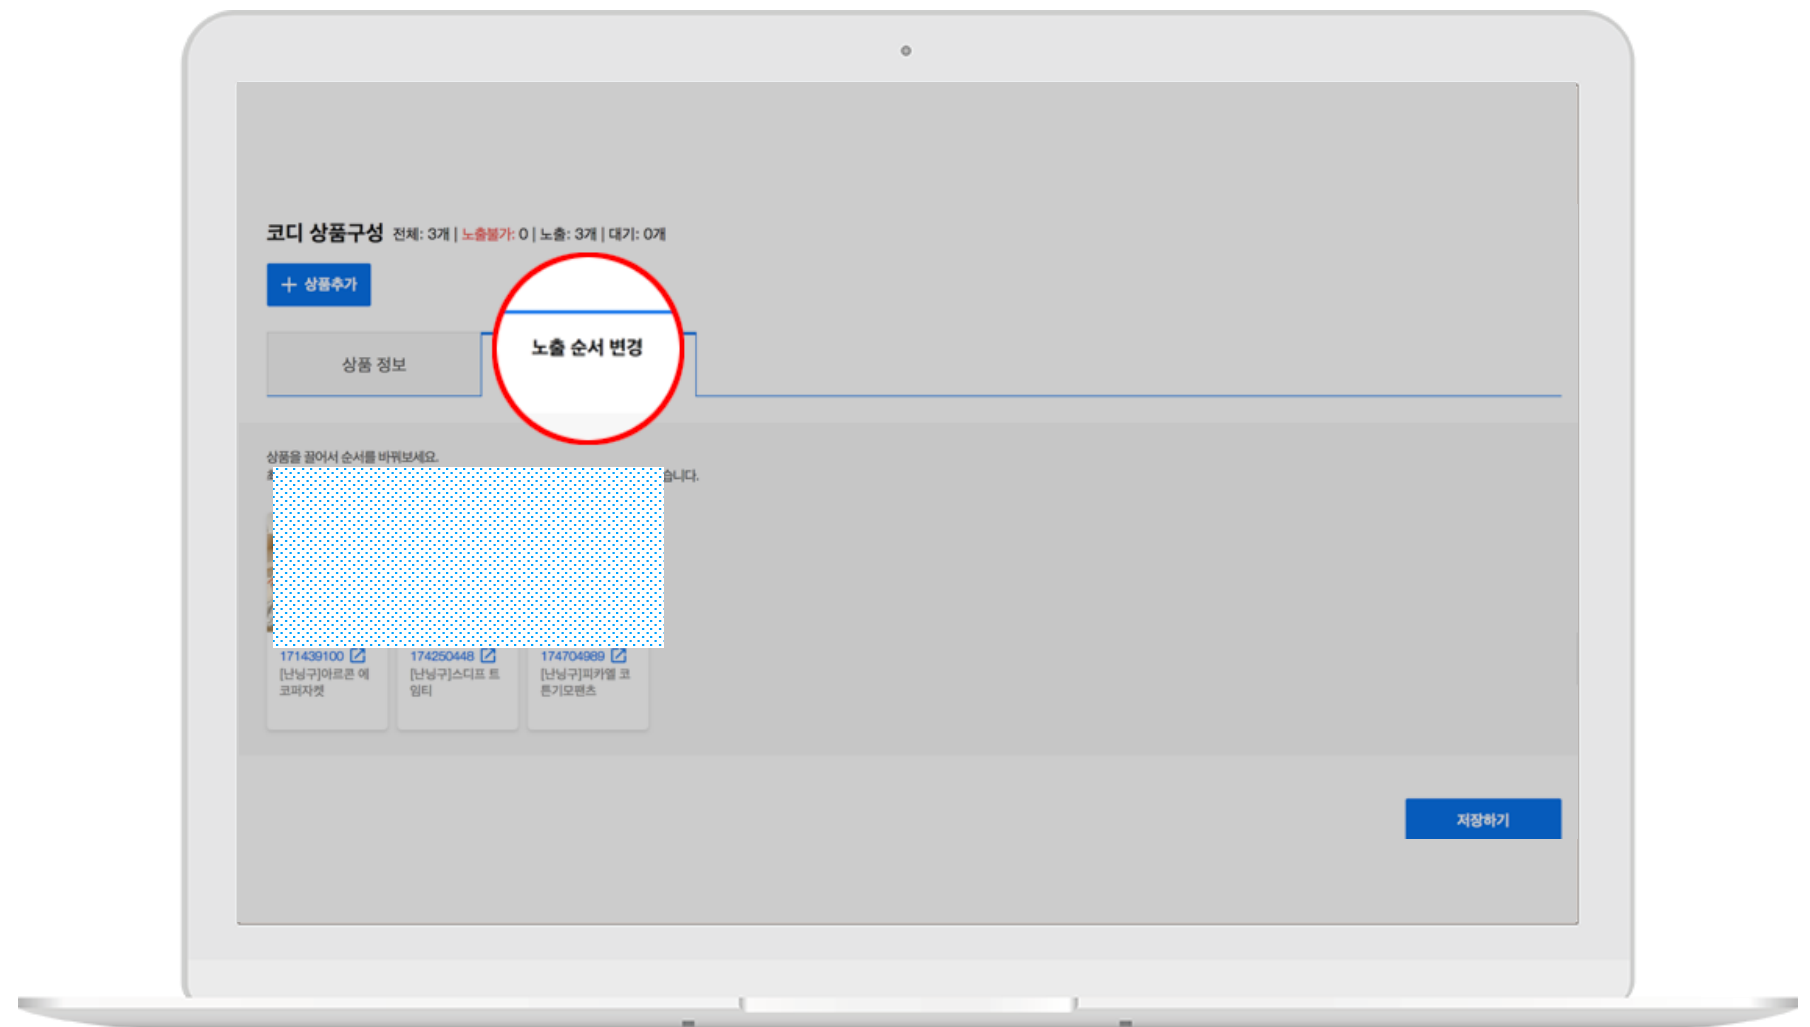 코디 상품구성 전체: 3개 | 노출불가: 0 | 노출: 3개 | 대기: 0개
+ 상품추가
상품 정보
노출 순서 변경
상품을 끌어서 순서를 바꿔보세요.
습니다.
171439100
[난닝구]아르콘 에
코퍼자켓
174250448
[난닝구]스디프 트
임티
174704989
[난닝구]피카엘 코
튼기모팬츠
저장하기